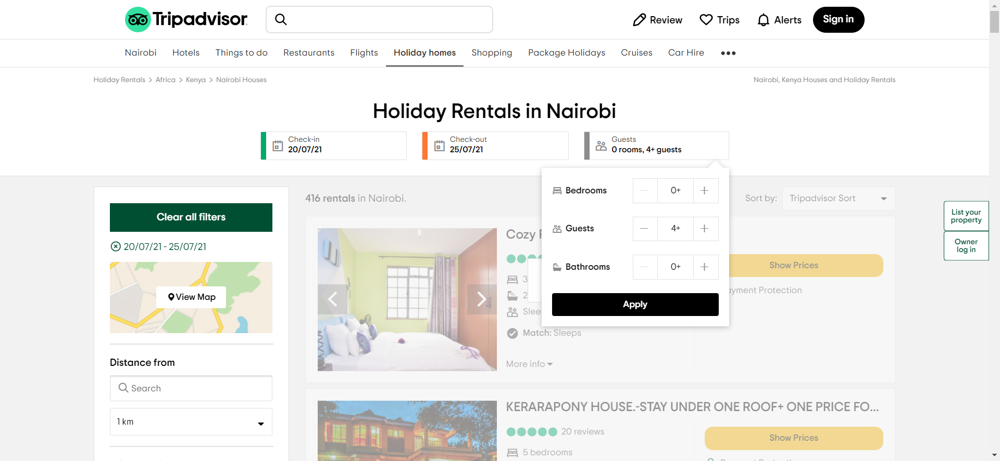 Tripadvisor
Review
Trips
Alerts
Sign in
Nairobi
Hotels
Things to do
Restaurants
Flights
Holiday homes
Shopping
Package Holidays
Cruises
Car Hire
Holiday Rentals > Africa > Kenya > Nairobi Houses
Nairobi, Kenya Houses and Holiday Rentals
Holiday Rentals in Nairobi
Check-in
20/07/21
Check-out
25/07/21
Guests
0 rooms, 4+ guests
Bedrooms
0+
Guests
4+
Bathrooms
0+
Apply
Clear all filters
20/07/21 - 25/07/21
View Map
Distance from
Search
1 km
416 rentals in Nairobi.
Sort by:
Tripadvisor Sort
List your
property
Owner
log in
Cozy
3
2
Match: Sleeps
More info
Show Prices
Protection
KERARAPONY HOUSE.-STAY UNDER ONE ROOF+ ONE PRICE FO...
20 reviews
5 bedrooms
Show Prices